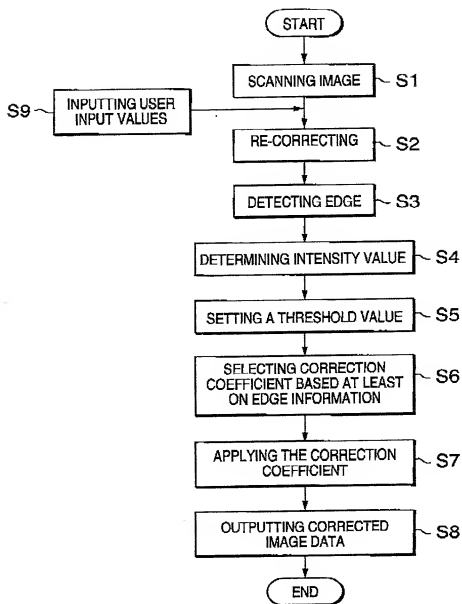 START
SCANNING IMAGE
S1
S9
INPUTTING USER
INPUT VALUES
RE-CORRECTING
S2
DETECTING EDGE
S3
DETERMINING INTENSITY VALUE
S4
SETTING A THRESHOLD VALUE
S5
SELECTING CORRECTION
COEFFICIENT BASED AT LEAST
ON EDGE INFORMATION
S6
APPLYING THE CORRECTION
COEFFICIENT
S7
OUTPUTTING CORRECTED
IMAGE DATA
S8
END